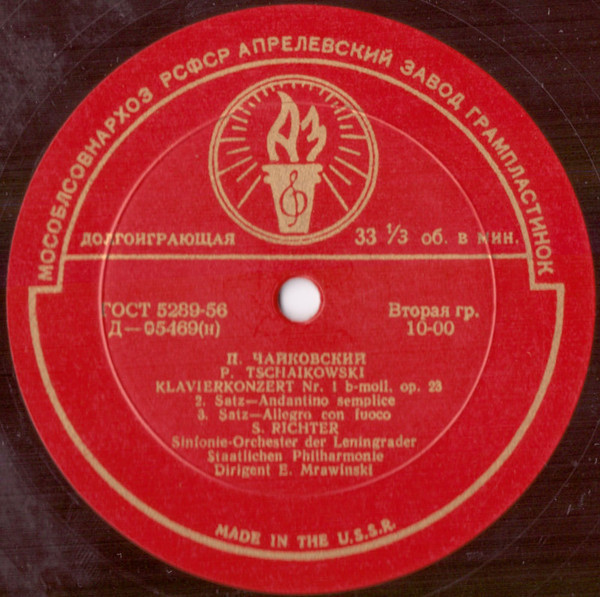 МОСОБЛСОВНАРХОЗ РСФСР АПРЕЛЕВСКИЙ ЗАВОД ГРАМПЛАСТИНОК
АЗ
ДОЛГОИГРАЮЩАЯ 33 ⅓ об. в мин.
ГОСТ 5289-56 Вторая гр.
Д—05469(н) 10-00
П. ЧАЙКОВСКИЙ
P. TSCHAIKOWSKI
KLAVIERKONZERT Nr. 1 b-moll, op. 23
2. Satz—Andantino semplice
3. Satz—Allegro con fuoco
S. RICHTER
Sinfonie-Orchester der Leningrader
Staatlichen Philharmonie
Dirigent E. Mrawinski
MADE IN THE U.S.S.R.